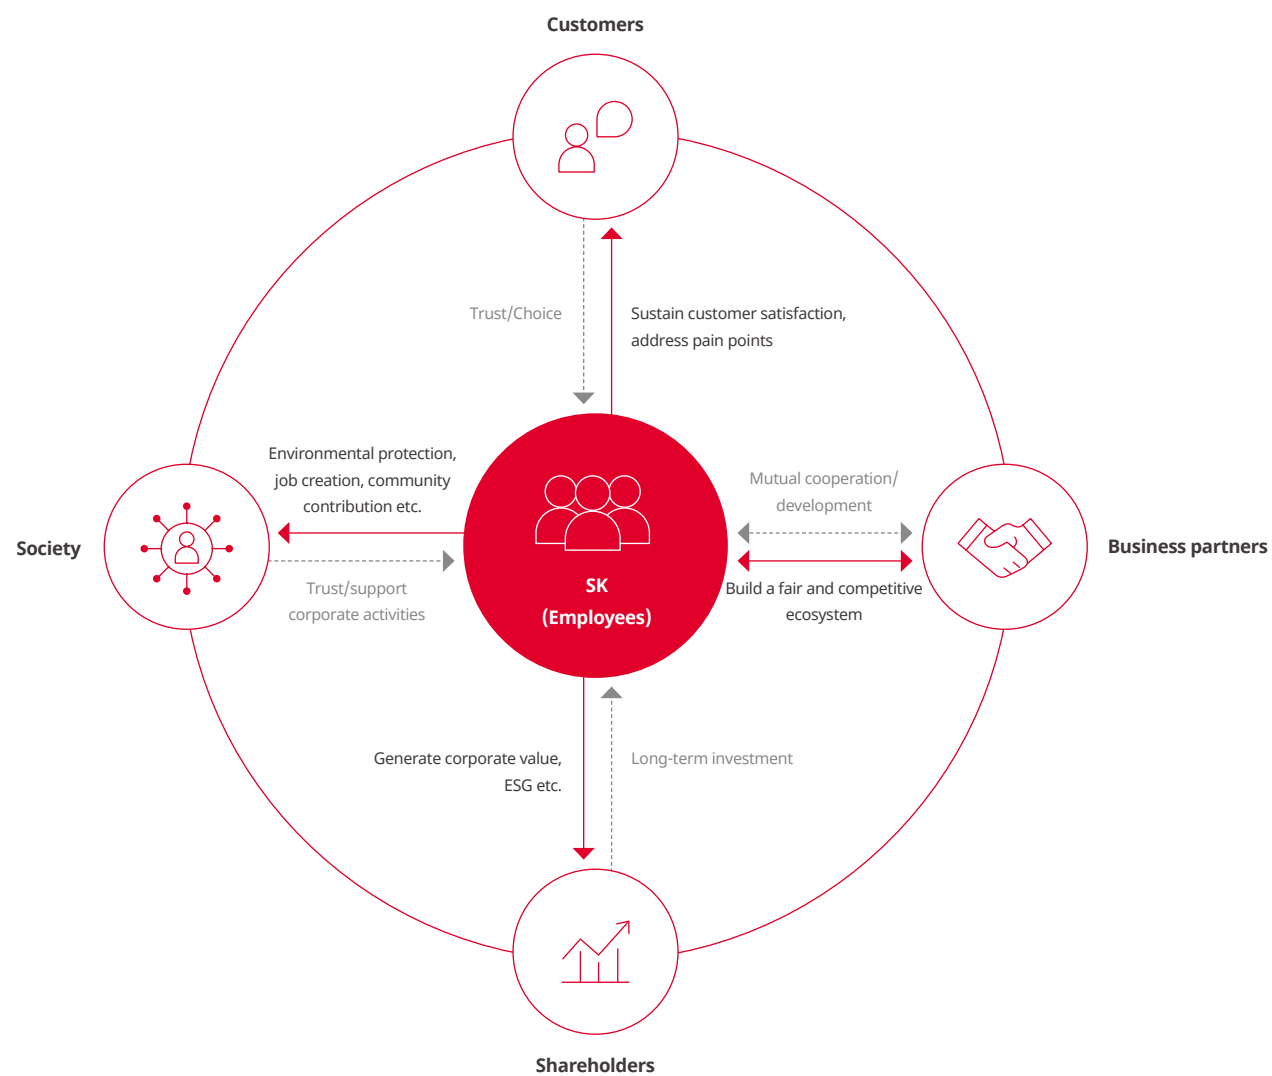 Customers
Trust/Choice
Sustain customer satisfaction,
address pain points
Environmental protection,
job creation, community
contribution etc.
Mutual cooperation/
development
Society
SK
(Employees)
Business partners
Trust/support
corporate activities
Build a fair and competitive
ecosystem
Generate corporate value,
ESG etc.
Long-term investment
Shareholders